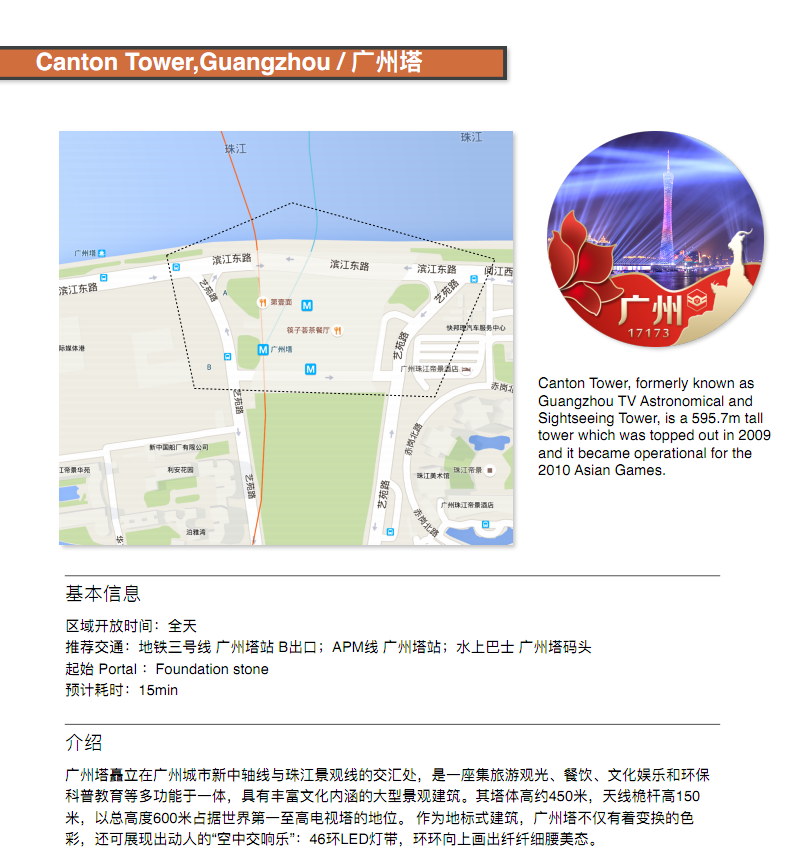 Canton Tower,Guangzhou / 广州塔
珠江
珠江
广州塔
滨江东路
滨江东路
滨江东路
滨江东路
阅江西
艺苑路
艺苑路
A
第壹面
筷子荟茶餐厅
快邦理汽车服务中心
艺苑路
际媒体港
广州塔
B
广州珠江帝景酒店
赤岗
艺苑路
新中国船厂有限公司
赤岗北路
江帝景华苑
利安花园
艺苑路
珠江帝景
珠江美术馆
艺苑路
广州珠江帝景酒店
泊雅湾
赤岗北路
广州
17173
Canton Tower, formerly known as
Guangzhou TV Astronomical and
Sightseeing Tower, is a 595.7m tall
tower which was topped out in 2009
and it became operational for the
2010 Asian Games.
基本信息
区域开放时间：全天
推荐交通：地铁三号线 广州塔站 B出口；APM线 广州塔站；水上巴士 广州塔码头
起始 Portal ：Foundation stone
预计耗时：15min
介绍
广州塔矗立在广州城市新中轴线与珠江景观线的交汇处，是一座集旅游观光、餐饮、文化娱乐和环保
科普教育等多功能于一体，具有丰富文化内涵的大型景观建筑。其塔体高约450米，天线桅杆高150
米，以总高度600米占据世界第一至高电视塔的地位。 作为地标式建筑，广州塔不仅有着变换的色
彩，还可展现出动人的“空中交响乐”：46环LED灯带，环环向上画出纤纤细腰美态。